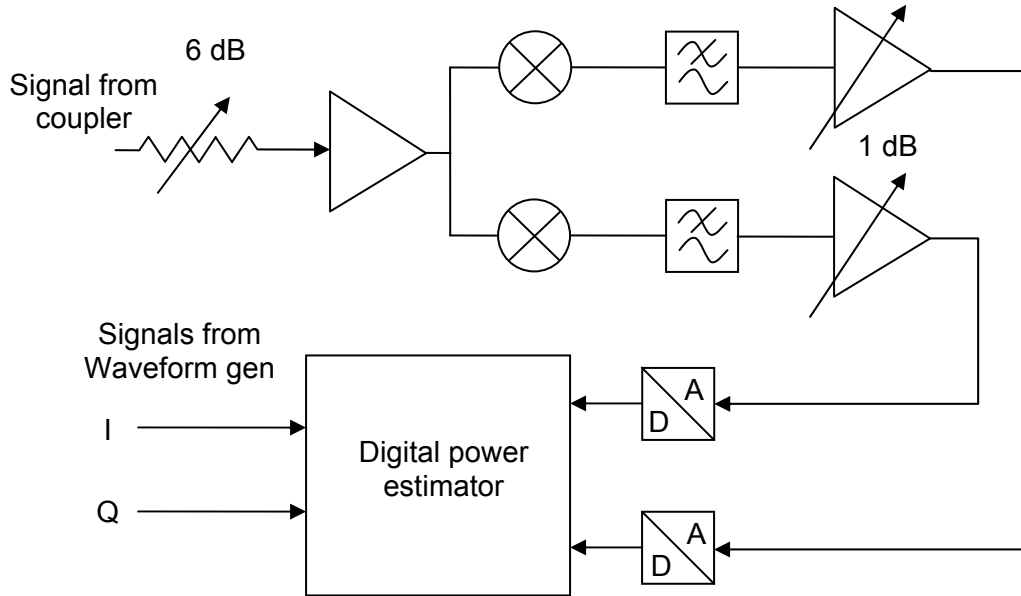 6 dB
Signal from
coupler
1 dB
Signals from
Waveform gen
I
Q
Digital power
estimator
A
D
A
D